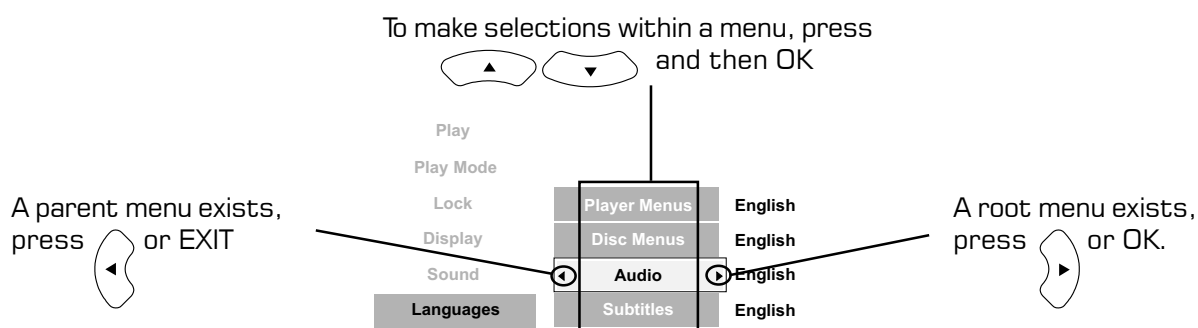 To make selections within a menu, press
and then OK
Play
Play Mode
Lock
Display
Sound
Languages
Player Menus English
Disc Menus English
Audio English
Subtitles English
A parent menu exists,
press or EXIT
A root menu exists,
press or OK.